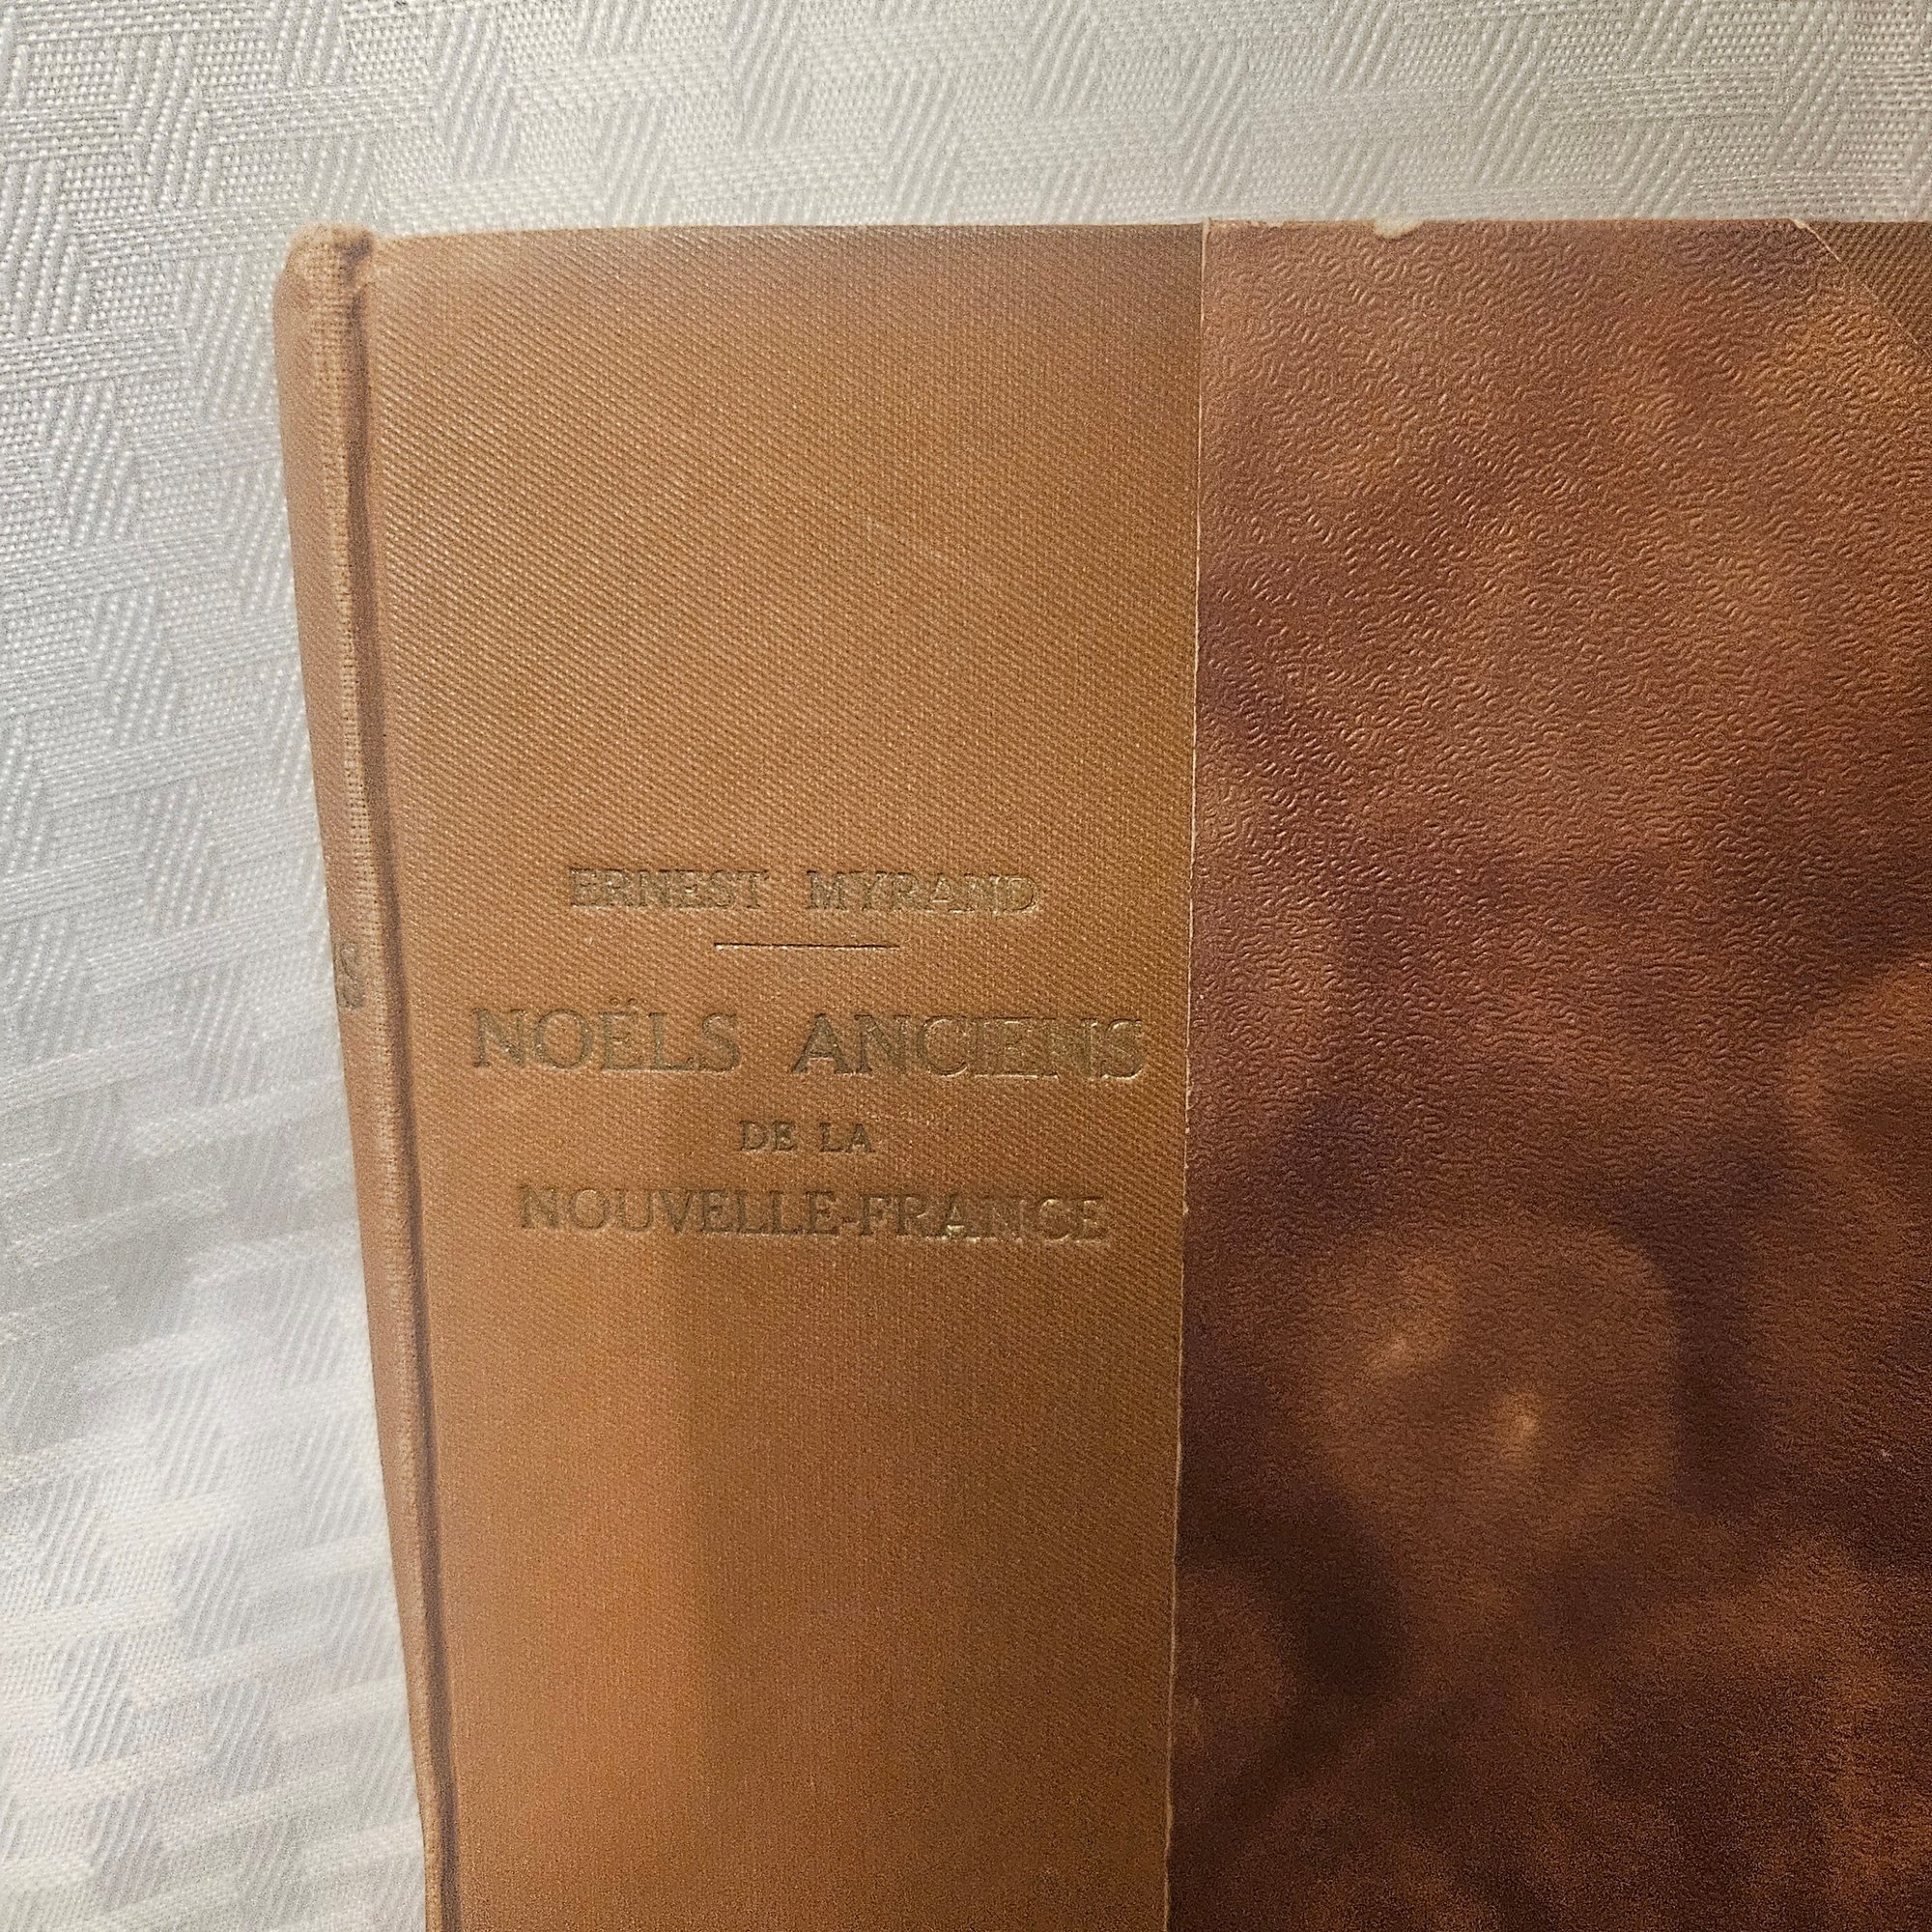 ERNEST MYRAND
NOËLS ANCIENS
DE LA
NOUVELLE-FRANCE
S